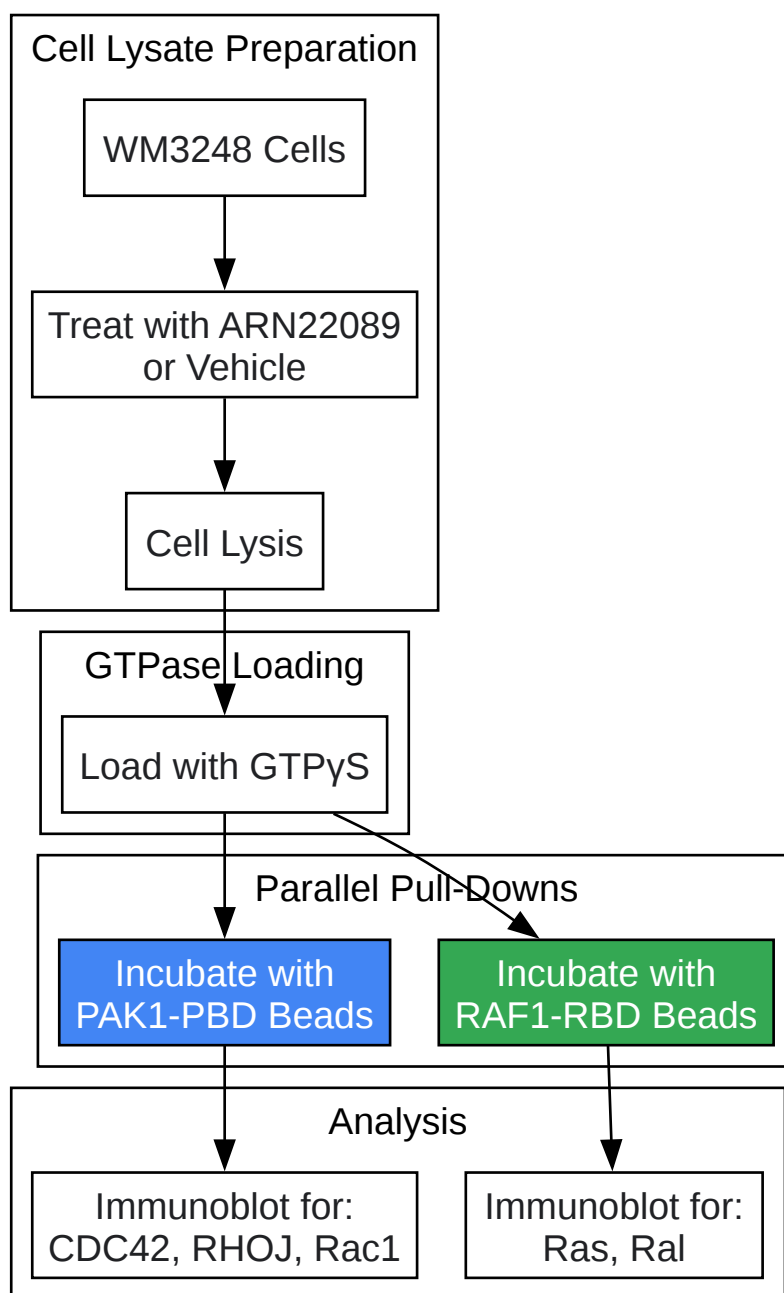 Cell Lysate Preparation
WM3248 Cells
Treat with ARN22089
or Vehicle
Cell Lysis
GTPase Loading
Load with GTPγS
Parallel Pull-Downs
Incubate with
PAK1-PBD Beads
Incubate with
RAF1-RBD Beads
Analysis
Immunoblot for:
CDC42, RHOJ, Rac1
Immunoblot for:
Ras, Ral